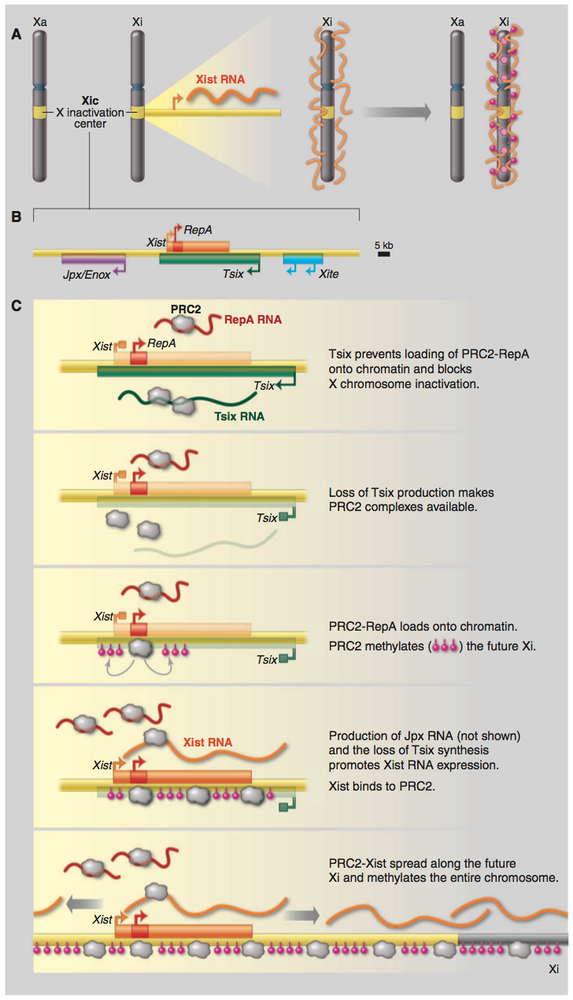 Xa
Xi
Xi
Xa
Xi
A
Xist RNA
Xic
X inactivation
center
B
RepA
Xist
5 kb
Jpx/Enox
Tsix
Xite
C
PRC2
RepA RNA
Xist
RepA
Tsix
Tsix RNA
Tsix prevents loading of PRC2-RepA
onto chromatin and blocks
X chromosome inactivation.
Xist
Tsix
Loss of Tsix production makes
PRC2 complexes available.
Xist
Tsix
PRC2-RepA loads onto chromatin.
PRC2 methylates ( ) the future Xi.
Xist RNA
Xist
Production of Jpx RNA (not shown)
and the loss of Tsix synthesis
promotes Xist RNA expression.
Xist binds to PRC2.
PRC2-Xist spread along the future
Xi and methylates the entire chromosome.
Xist
Xi